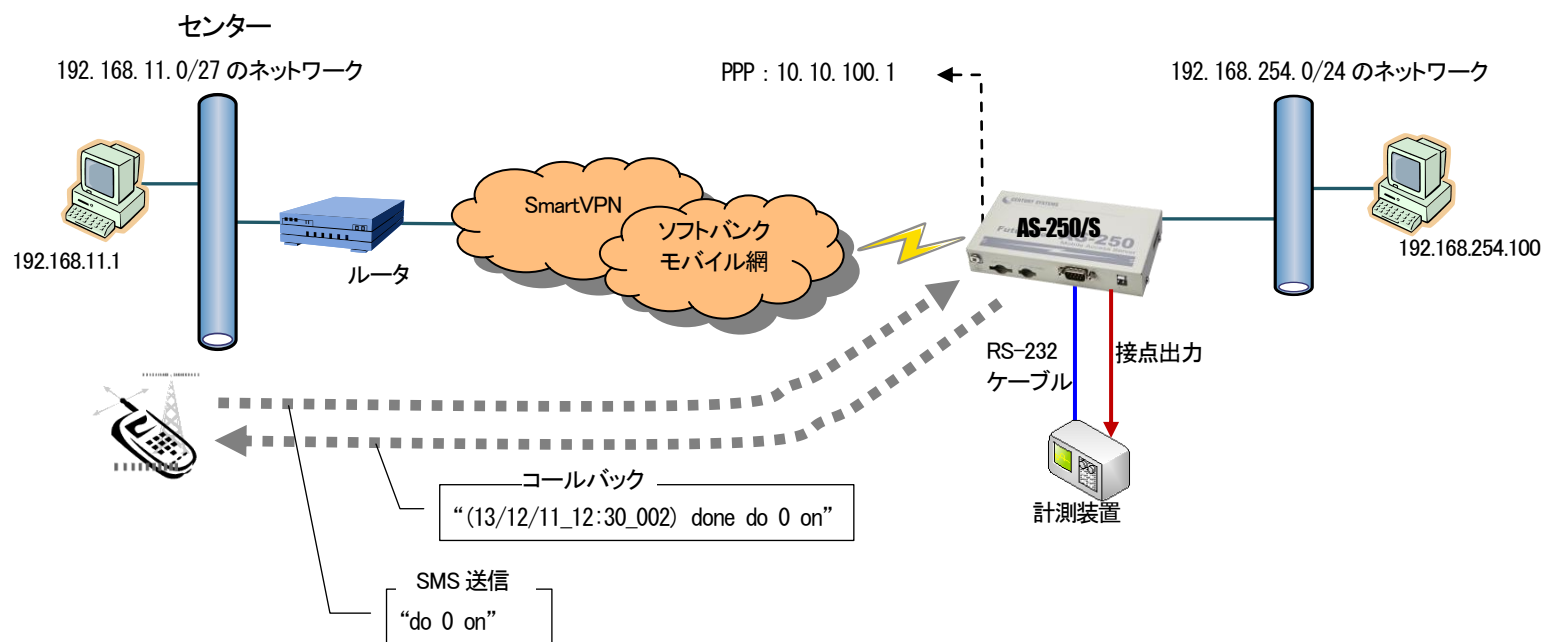 センター
192.168.11.0/27 のネットワーク
PPP : 10.10.100.1
192.168.254.0/24 のネットワーク
192.168.11.1
ルータ
SmartVPN
ソフトバンク
モバイル網
CENTURY SYSTEMS
AS-250/S
192.168.254.100
RS-232
ケーブル
接点出力
計測装置
コールバック
“(13/12/11_12:30_002) done do 0 on”
SMS 送信
“do 0 on”